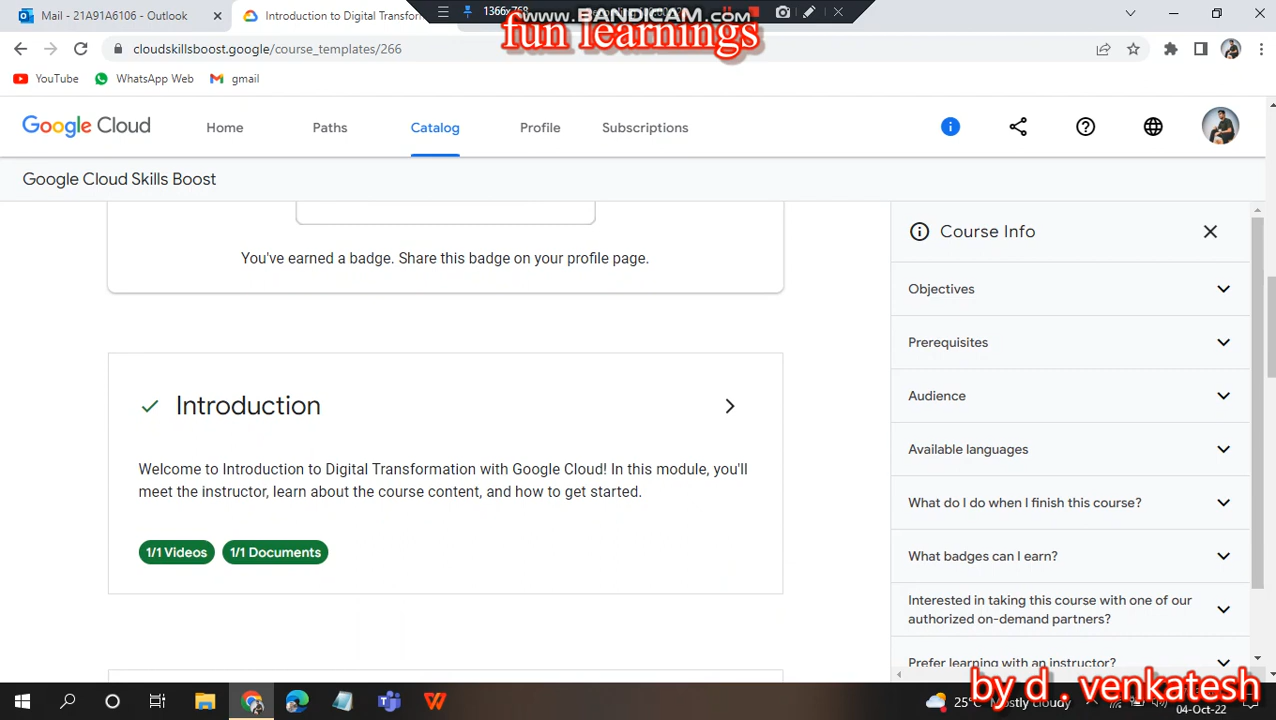 Mail - 21A91A6106 - Outlook
Introduction to Digital Transform
1366x768
www.BANDICAM.com
fun learnings
cloudskillsboost.google/course_templates/266
YouTube
WhatsApp Web
gmail
Google Cloud
Home
Paths
Catalog
Profile
Subscriptions
Google Cloud Skills Boost
You've earned a badge. Share this badge on your profile page.
Introduction
Welcome to Introduction to Digital Transformation with Google Cloud! In this module, you'll
meet the instructor, learn about the course content, and how to get started.
1/1 Videos
1/1 Documents
Course Info
Objectives
Prerequisites
Audience
Available languages
What do I do when I finish this course?
What badges can I earn?
Interested in taking this course with one of our
authorized on-demand partners?
Prefer learning with an instructor?
by d . venkatesh
25° Mostly cloudy
04-Oct-22